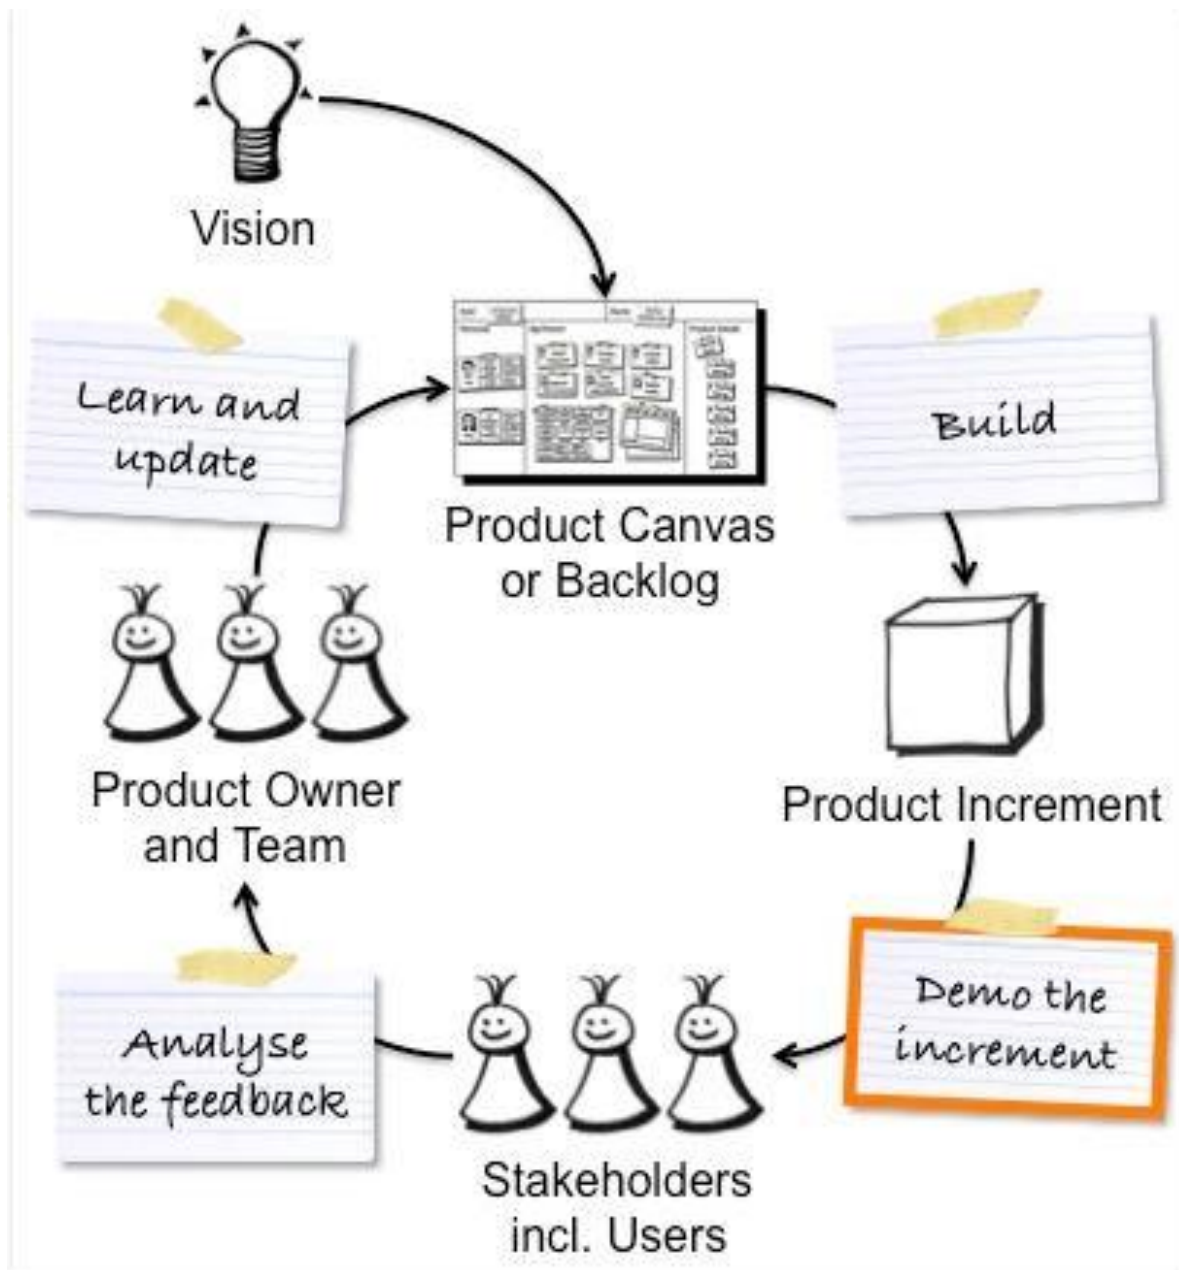 Vision
Learn and
update
Build
Product Canvas
or Backlog
Product Owner
and Team
Product Increment
Demo the
increment
Analyse
the feedback
Stakeholders
incl. Users